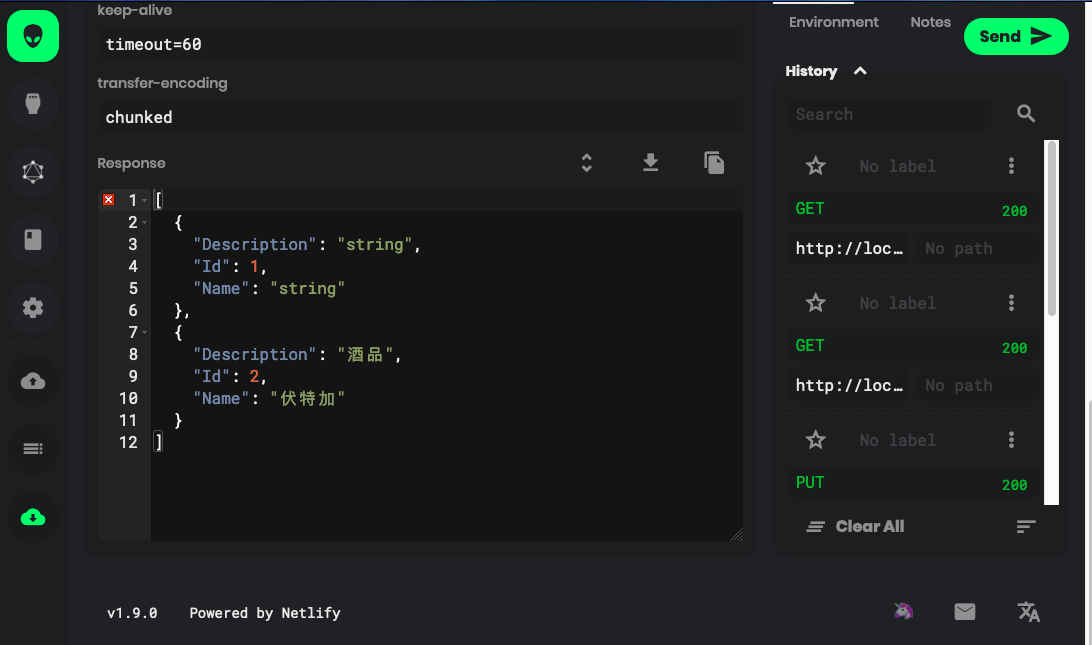 keep-alive
timeout=60
transfer-encoding
chunked
Response
1 [
2 {
3 "Description": "string",
4 "Id": 1,
5 "Name": "string"
6 },
7 {
8 "Description": "酒品",
9 "Id": 2,
10 "Name": "伏特加"
11 }
12 ]
Environment Notes
Send
History
Search
No label
GET 200
http://loc… No path
No label
GET 200
http://loc… No path
No label
PUT 200
Clear All
v1.9.0 Powered by Netlify